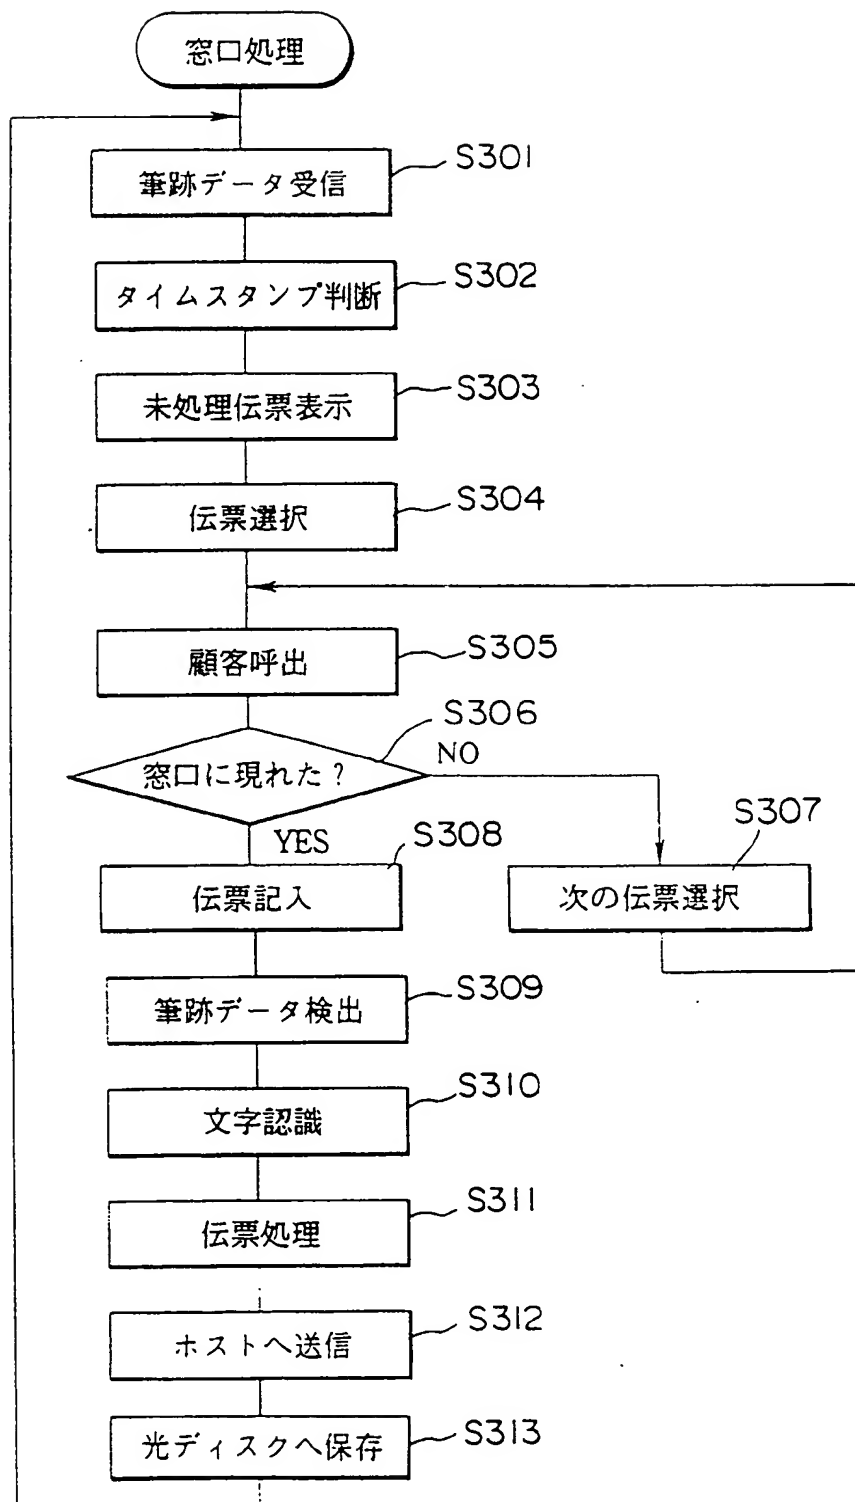 窓口処理
筆跡データ受信
S301
タイムスタンプ判断
S302
未処理伝票表示
S303
伝票選択
S304
顧客呼出
S305
窓口に現れた?
S306
NO
YES
次の伝票選択
S307
伝票記入
S308
筆跡データ検出
S309
文字認識
S310
伝票処理
S311
ホストへ送信
S312
光ディスクへ保存
S313